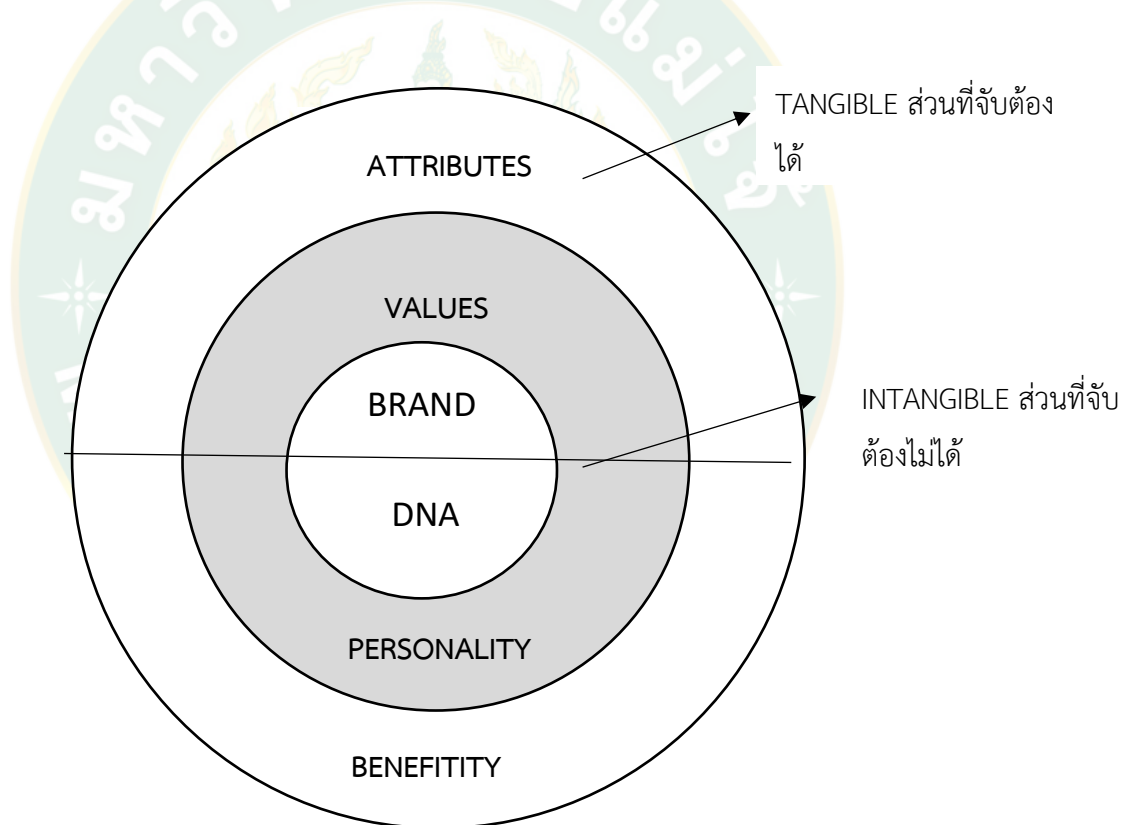 TANGIBLE ส่วนที่จับต้อง
ได้
ATTRIBUTES
VALUES
BRAND
INTANGIBLE ส่วนที่จับ
ต้องไม่ได้
DNA
PERSONALITY
BENEFITITY